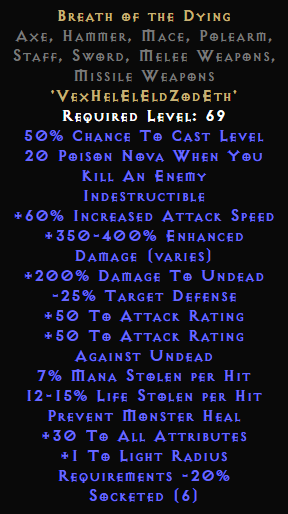 Breath of the Dying
Axe, Hammer, Mace, Polearm,
Staff, Sword, Melee Weapons,
Missile Weapons
'VexHelElEldZodEth'
Required Level: 69
50% Chance To Cast Level
20 Poison Nova When You
Kill An Enemy
Indestructible
+60% Increased Attack Speed
+350-400% Enhanced
Damage (varies)
+200% Damage To Undead
-25% Target Defense
+50 To Attack Rating
+50 To Attack Rating
Against Undead
7% Mana Stolen per Hit
12-15% Life Stolen per Hit
Prevent Monster Heal
+30 To All Attributes
+1 To Light Radius
Requirements -20%
Socketed (6)